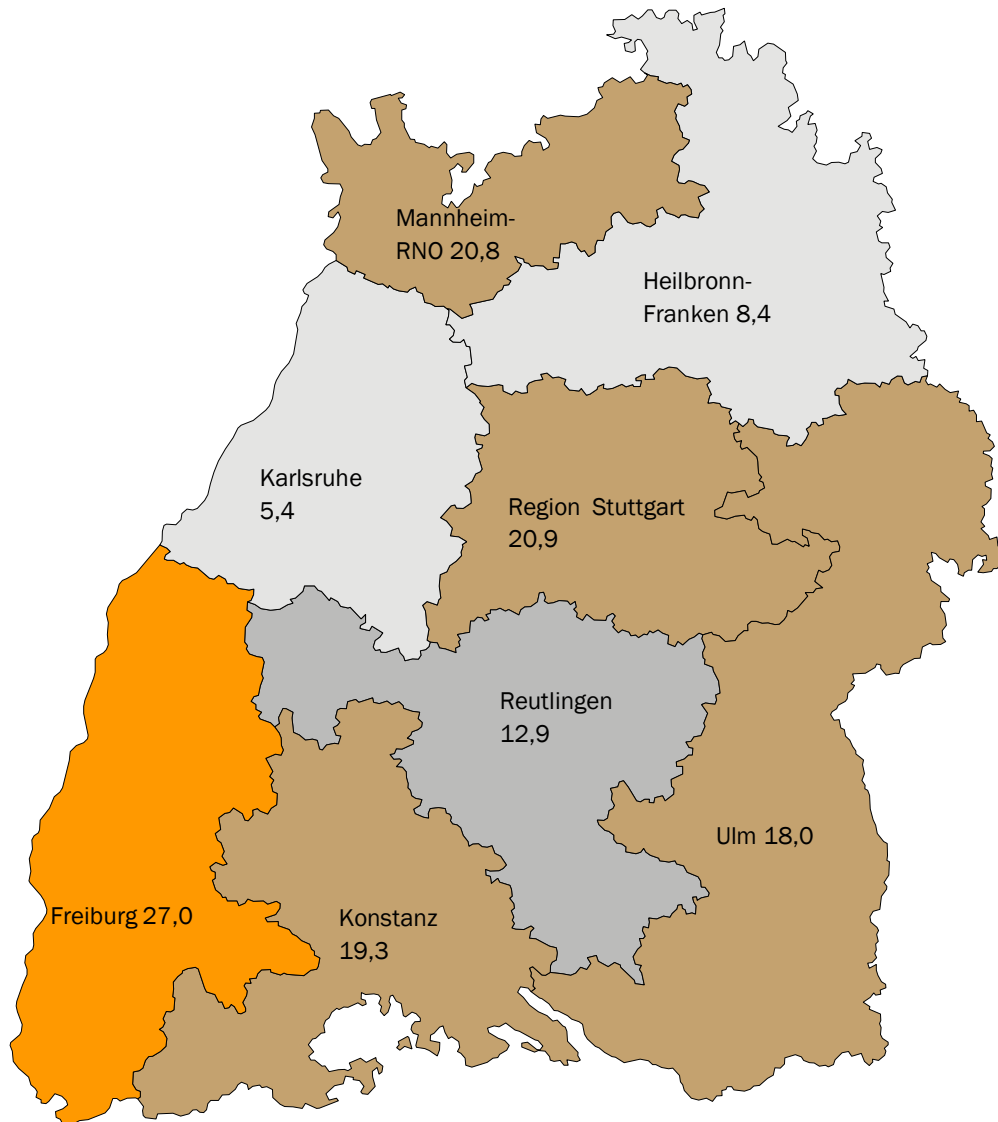 Mannheim-
RNO 20,8
Heilbronn-
Franken 8,4
Karlsruhe
5,4
Region Stuttgart
20,9
Reutlingen
12,9
Ulm 18,0
Freiburg 27,0
Konstanz
19,3